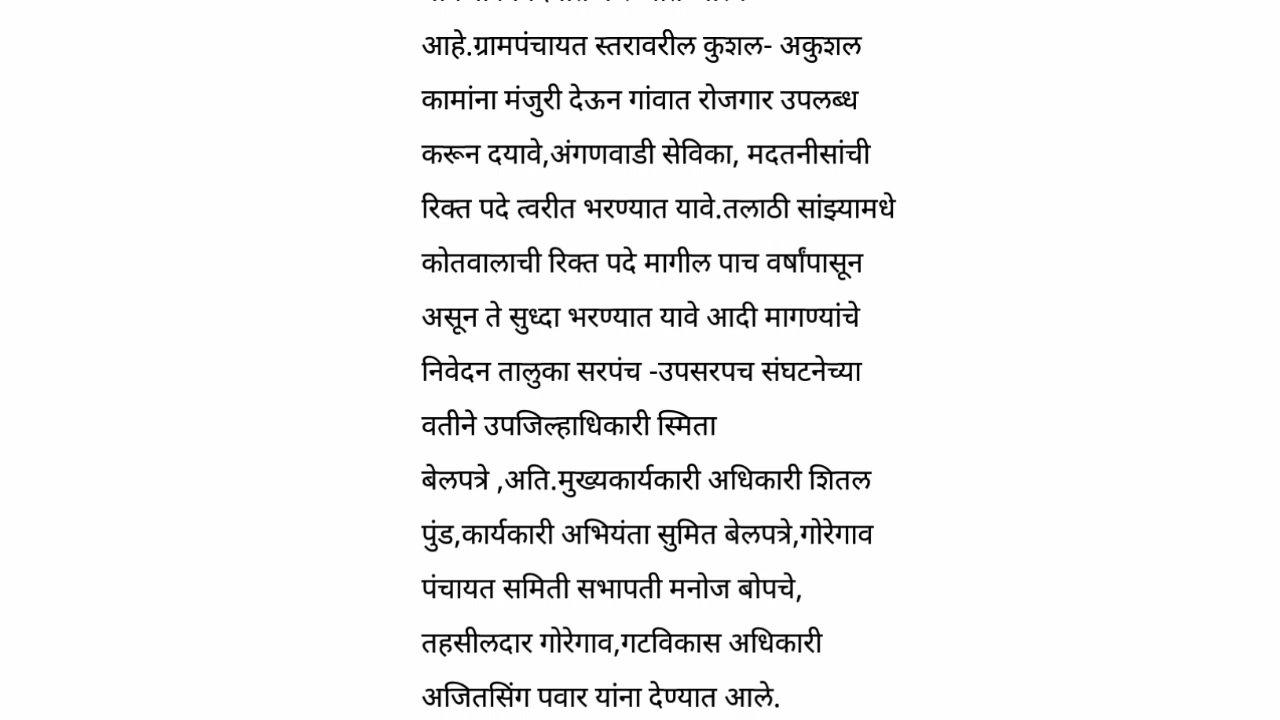 आहे.ग्रामपंचायत स्तरावरील कुशल- अकुशल
कामांना मंजुरी देऊन गांवात रोजगार उपलब्ध
करून दयावे,अंगणवाडी सेविका, मदतनीसांची
रिक्त पदे त्वरीत भरण्यात यावे.तलाठी सांझ्यामधे
कोतवालाची रिक्त पदे मागील पाच वर्षांपासून
असून ते सुध्दा भरण्यात यावे आदी मागण्यांचे
निवेदन तालुका सरपंच -उपसरपच संघटनेच्या
वतीने उपजिल्हाधिकारी स्मिता
बेलपत्रे ,अति.मुख्यकार्यकारी अधिकारी शितल
पुंड,कार्यकारी अभियंता सुमित बेलपत्रे,गोरेगाव
पंचायत समिती सभापती मनोज बोपचे,
तहसीलदार गोरेगाव,गटविकास अधिकारी
अजितसिंग पवार यांना देण्यात आले.